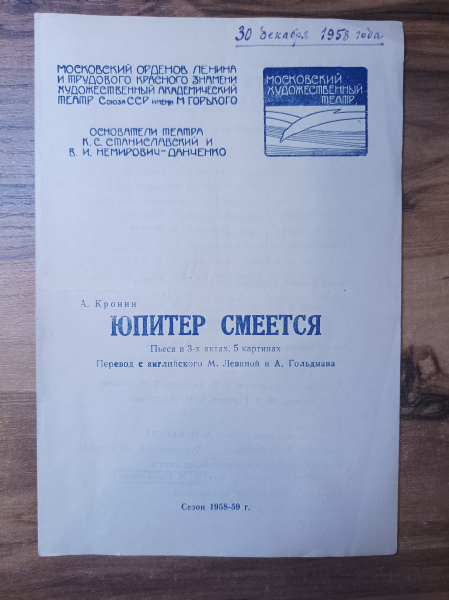 30 декабря 1958 года
МОСКОВСКИЙ ОРДЕНОВ ЛЕНИНА
И ТРУДОВОГО КРАСНОГО ЗНАМЕНИ
ХУДОЖЕСТВЕННЫЙ АКАДЕМИЧЕСКИЙ
ТЕАТР СОЮЗА ССР ИМЕНИ М ГОРЬКОГО
ОСНОВАТЕЛИ ТЕАТРА
К. С. СТАНИСЛАВСКИЙ И
В. И. НЕМИРОВИЧ-ДАНЧЕНКО
МОСКОВСКИЙ
ХУДОЖЕСТВЕННЫЙ
ТЕАТР
А. Кронин
ЮПИТЕР СМЕЕТСЯ
Пьеса в 3-х актах, 5 картинах
Перевод с английского М. Левиной и А. Гольдмана
Сезон 1958-59 г.